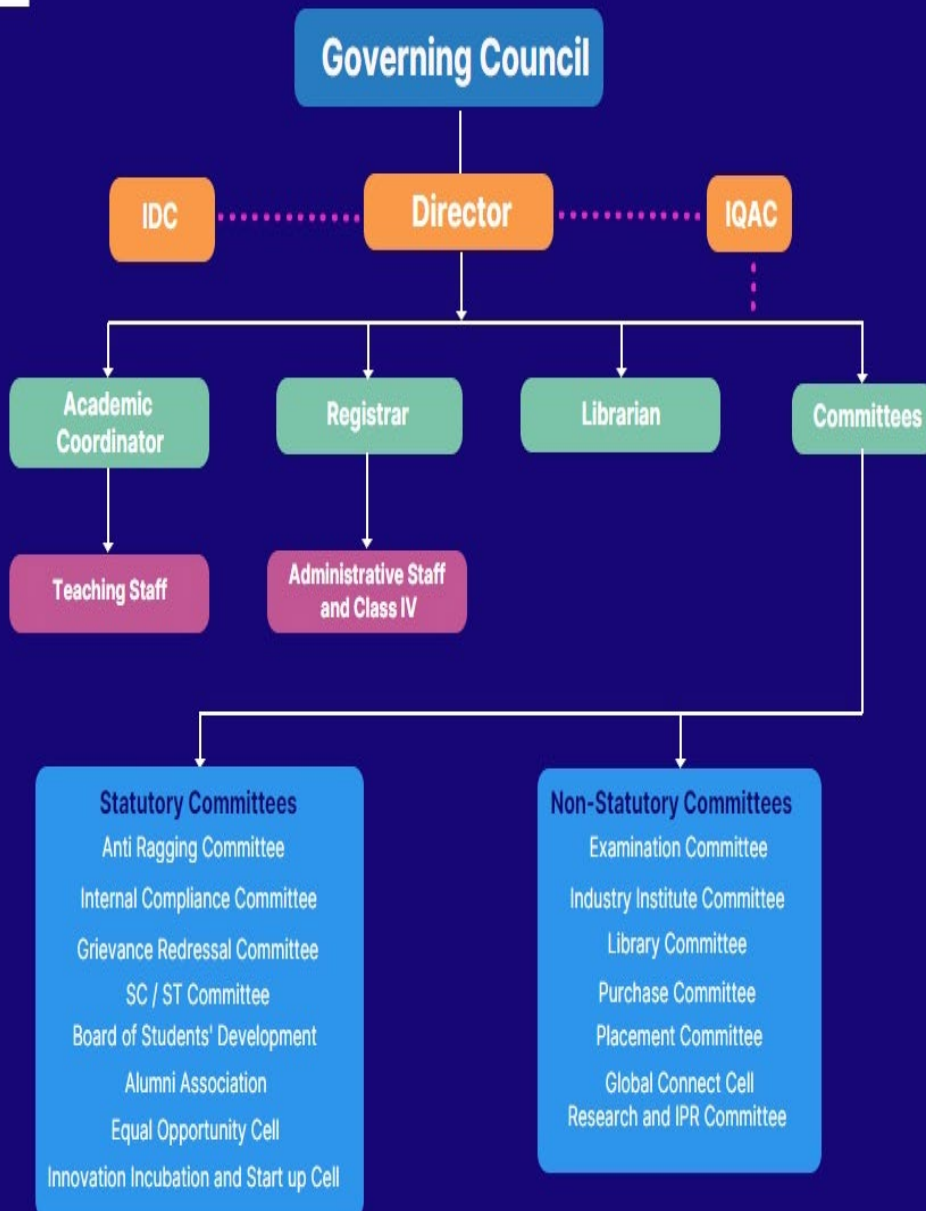 Governing Council
IDC
Director
IQAC
Academic
Coordinator
Registrar
Librarian
Committees
Teaching Staff
Administrative Staff
and Class IV
Statutory Committees
Anti Ragging Committee
Internal Compliance Committee
Grievance Redressal Committee
SC / ST Committee
Board of Students' Development
Alumni Association
Equal Opportunity Cell
Innovation Incubation and Start up Cell
Non-Statutory Committees
Examination Committee
Industry Institute Committee
Library Committee
Purchase Committee
Placement Committee
Global Connect Cell
Research and IPR Committee